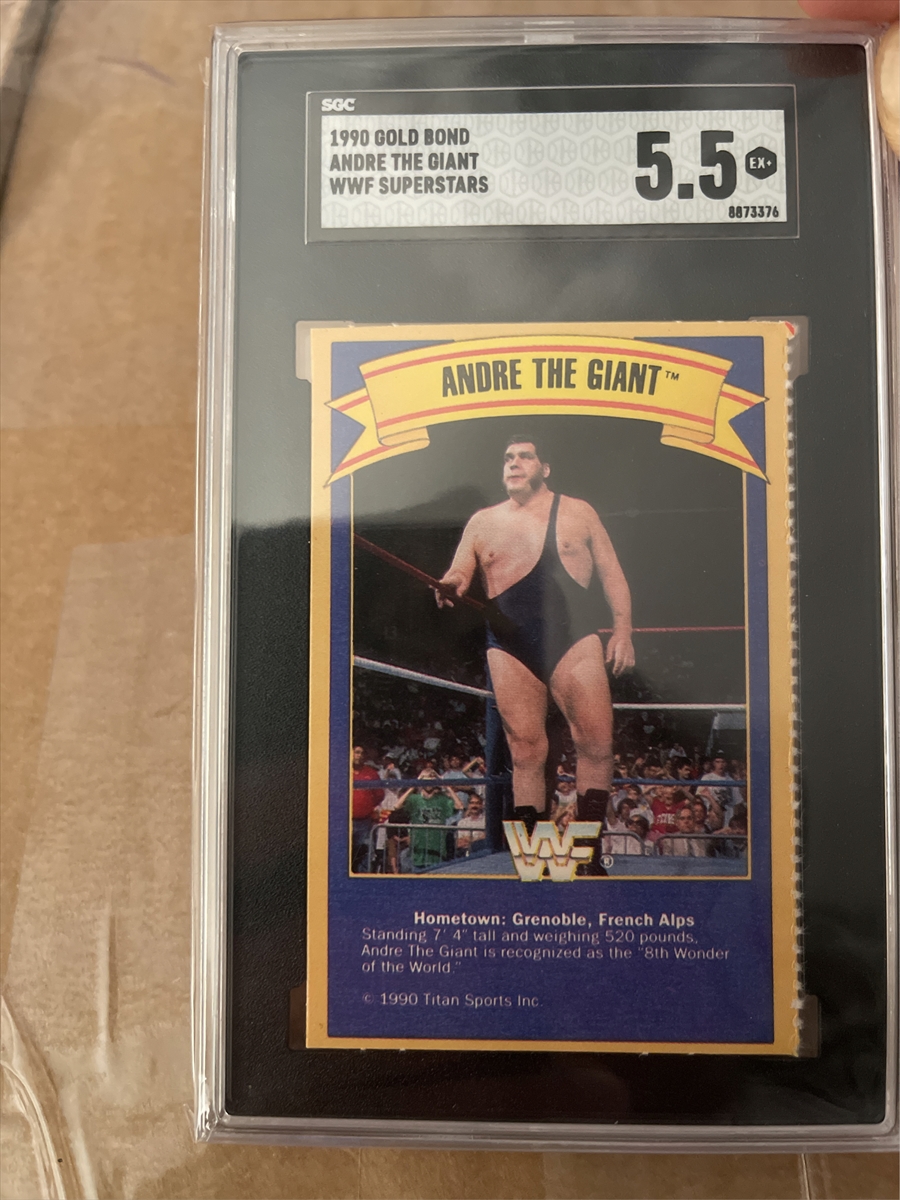 SGC
1990 GOLD BOND
ANDRE THE GIANT
WWF SUPERSTARS
5.5
EX+
8873376
ANDRE THE GIANT™
WF ®
Hometown: Grenoble, French Alps
Standing 7' 4" tall and weighing 520 pounds,
Andre The Giant is recognized as the "8th Wonder
of the World."
© 1990 Titan Sports Inc.